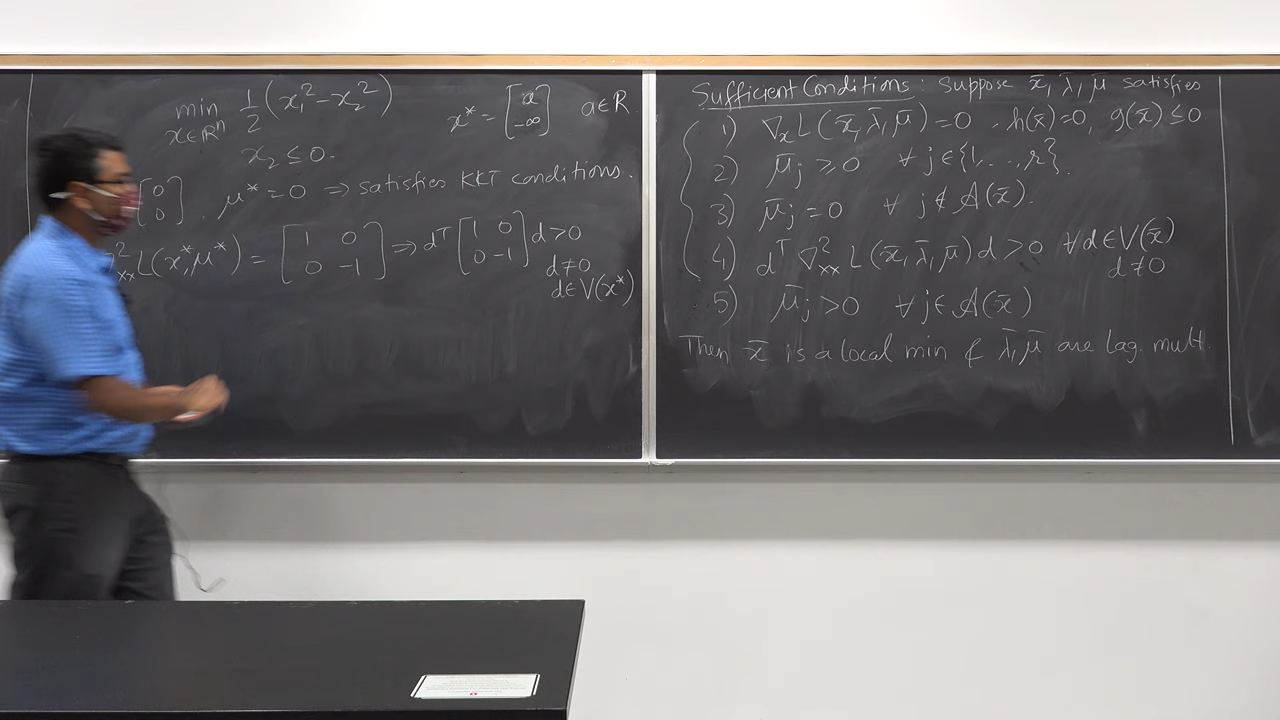 min 1/2 (x₁² - x₂²)
x∈ℝⁿ
x₂ ≤ 0.
x* = [a; -∞] a∈ℝ
[0; 0], μ* = 0 ⇒ satisfies KKT conditions.
²ₓₓL(x*, μ*) = [1 0; 0 -1] ⇒ dᵀ [1 0; 0 -1] d > 0
d ≠ 0
d ∈ V(x*)
Sufficient Conditions : Suppose x̄, λ̄, μ̄ satisfies
1) ∇ₓL(x̄, λ̄, μ̄) = 0, h(x̄) = 0, g(x̄) ≤ 0
2) μ̄ⱼ ≥ 0 ∀ j∈{1, ..., r}.
3) μ̄ⱼ = 0 ∀ j∉A(x̄).
4) dᵀ ∇²ₓₓ L(x̄, λ̄, μ̄) d > 0 ∀ d ∈ V(x̄)
d ≠ 0
5) μ̄ⱼ > 0 ∀ j∈A(x̄)
Then x̄ is a local min & λ̄, μ̄ are Lag. mult.